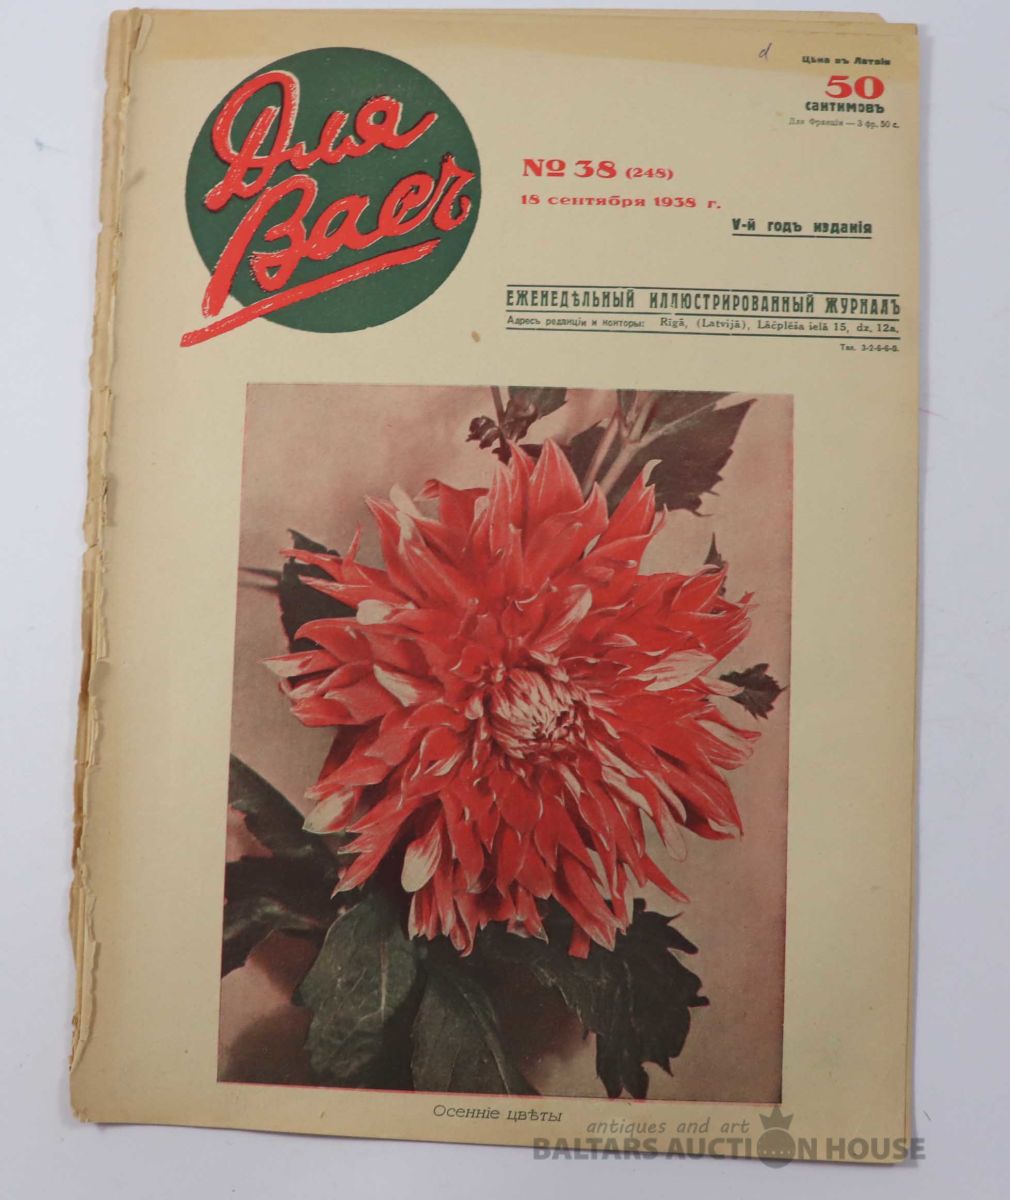 Для
Васъ
d
Цѣна въ Латвіи
50
сантимовъ
Для Франціи — 3 фр. 50 с.
№ 38 (248)
18 сентября 1938 г.
V-й годъ изданія
ЕЖЕНЕДѢЛЬНЫЙ ИЛЛЮСТРИРОВАННЫЙ ЖУРНАЛЪ
Адресъ редакціи и конторы: Rīgā, (Latvijā), Lāčplēša ielā 15, dz. 12a.
Тел. 3-2-6-6-0.
Осенніе цвѣты
antiques and art
BALTARS AUCTION HOUSE